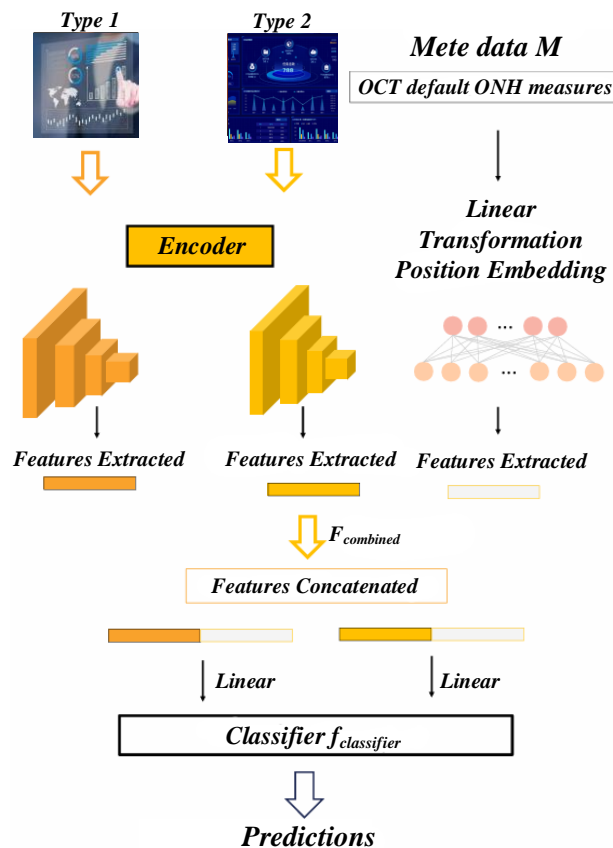 Type 1
Type 2
Mete data M
OCT default ONH measures
Linear
Transformation
Position Embedding
Encoder
...
...
Features Extracted
Features Extracted
Features Extracted
F combined
Features Concatenated
Linear
Linear
Classifier f classifier
Predictions